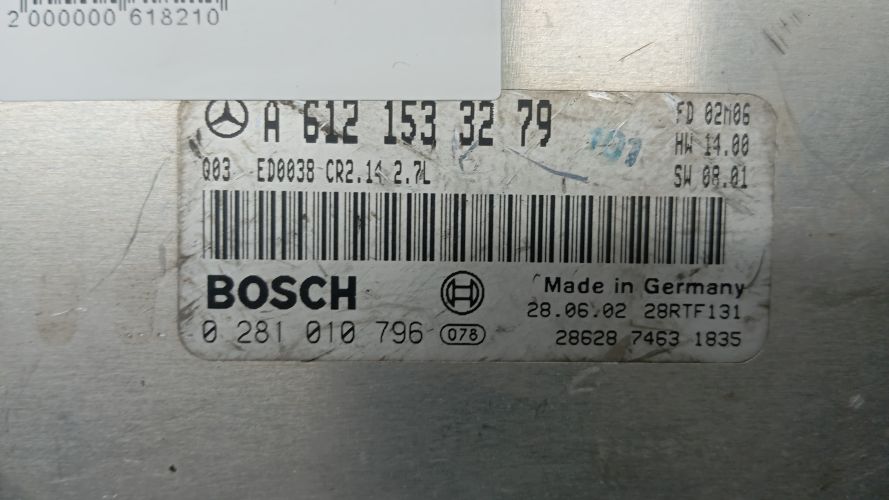 2 000000 618210
A 612 153 32 79
FD 02M06
HW 14.00
Q03 ED0038 CR2.14 2.7L
SW 08.01
BOSCH
Made in Germany
28.06.02 28RTF131
0 281 010 796 078
28628 7463 1835